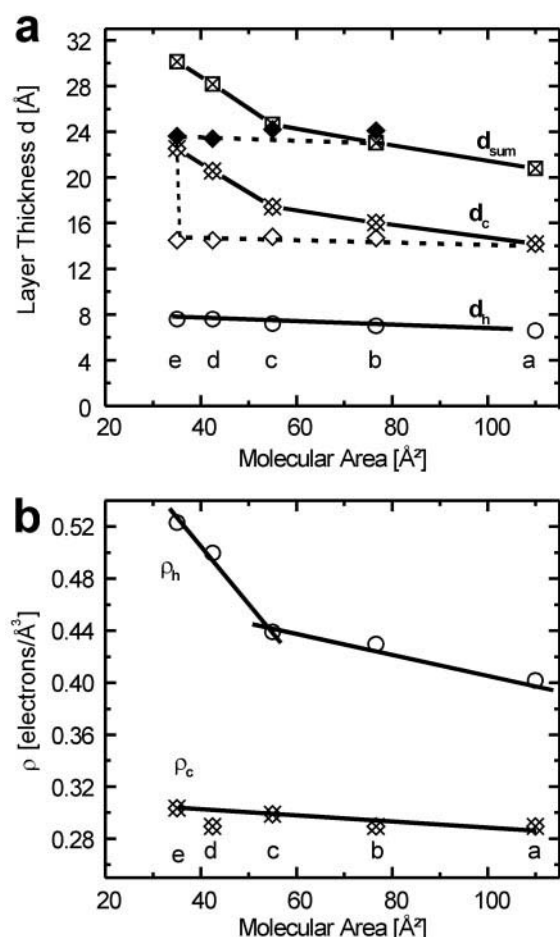 a
Layer Thickness d [Å]
32
28
24
20
16
12
8
4
0
d_sum
d_c
d_h
e d c b a
20 40 60 80 100
Molecular Area [Å²]
b
ρ [electrons/Å³]
0.52
0.48
0.44
0.40
0.36
0.32
0.28
ρ_h
ρ_c
e d c b a
20 40 60 80 100
Molecular Area [Å²]